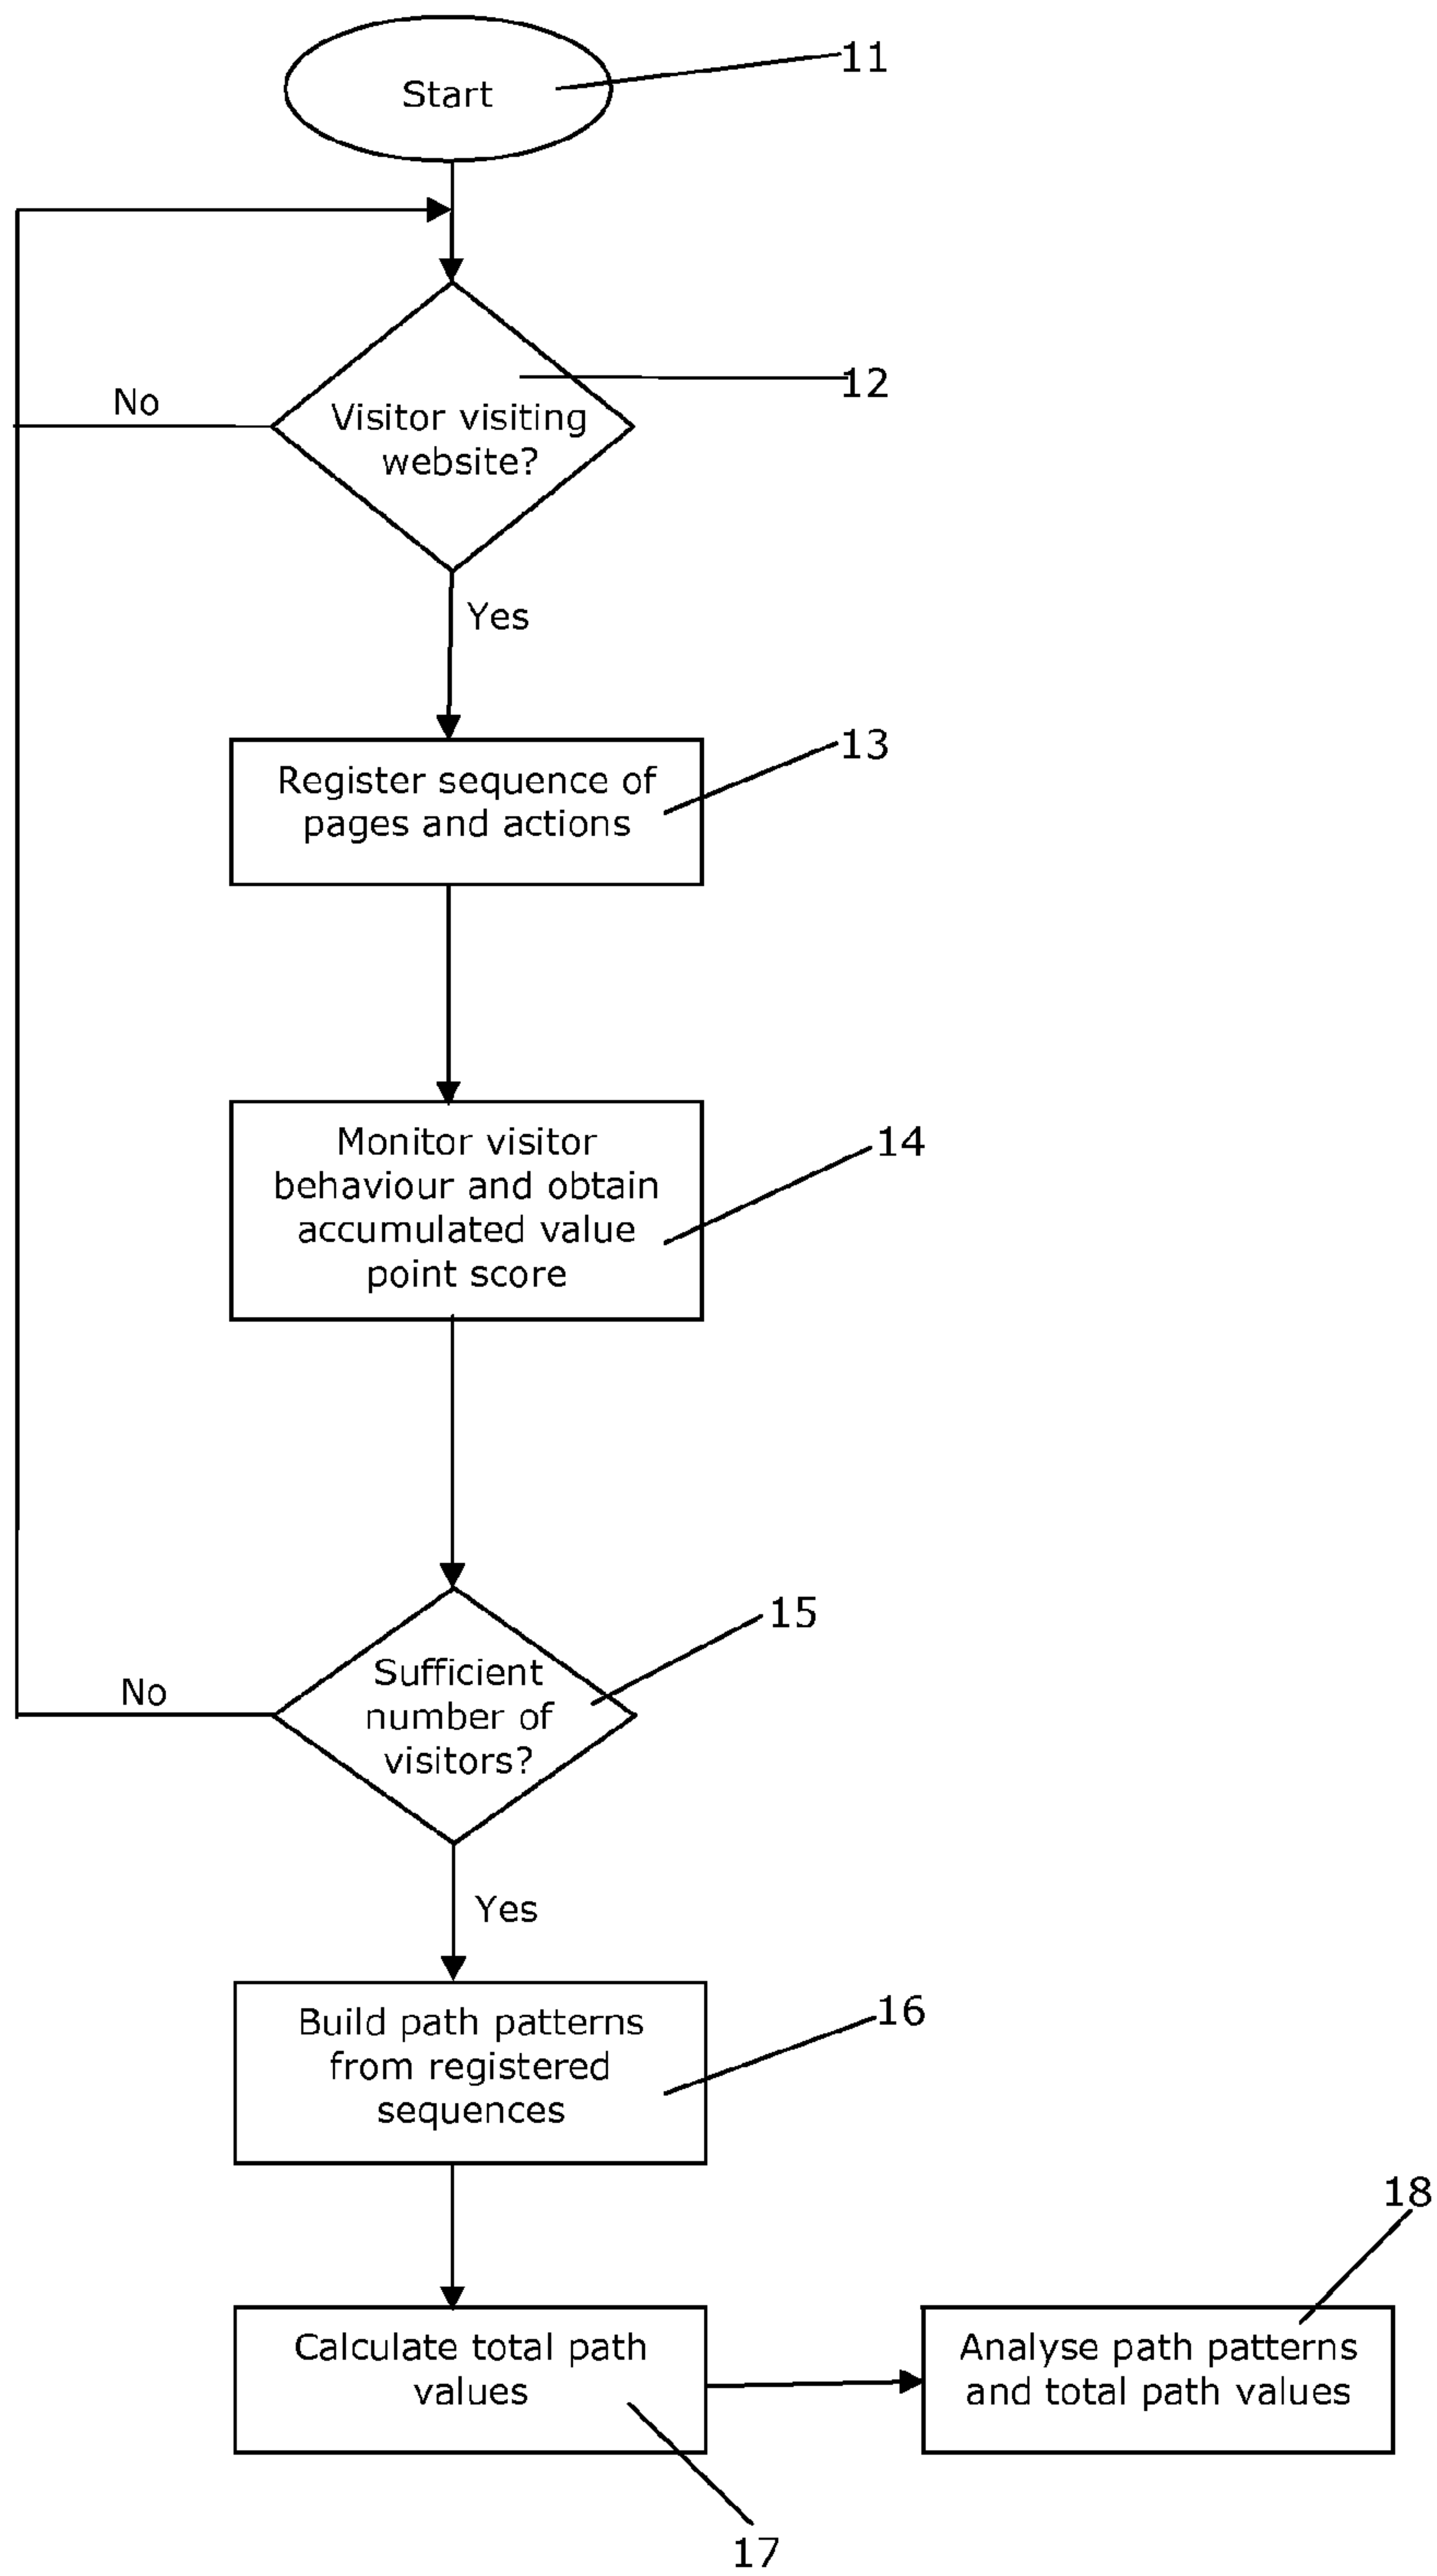 Start
11
No
Visitor visiting
website?
12
Yes
Register sequence of
pages and actions
13
Monitor visitor
behaviour and obtain
accumulated value
point score
14
No
Sufficient
number of
visitors?
15
Yes
Build path patterns
from registered
sequences
16
Calculate total path
values
17
18
Analyse path patterns
and total path values